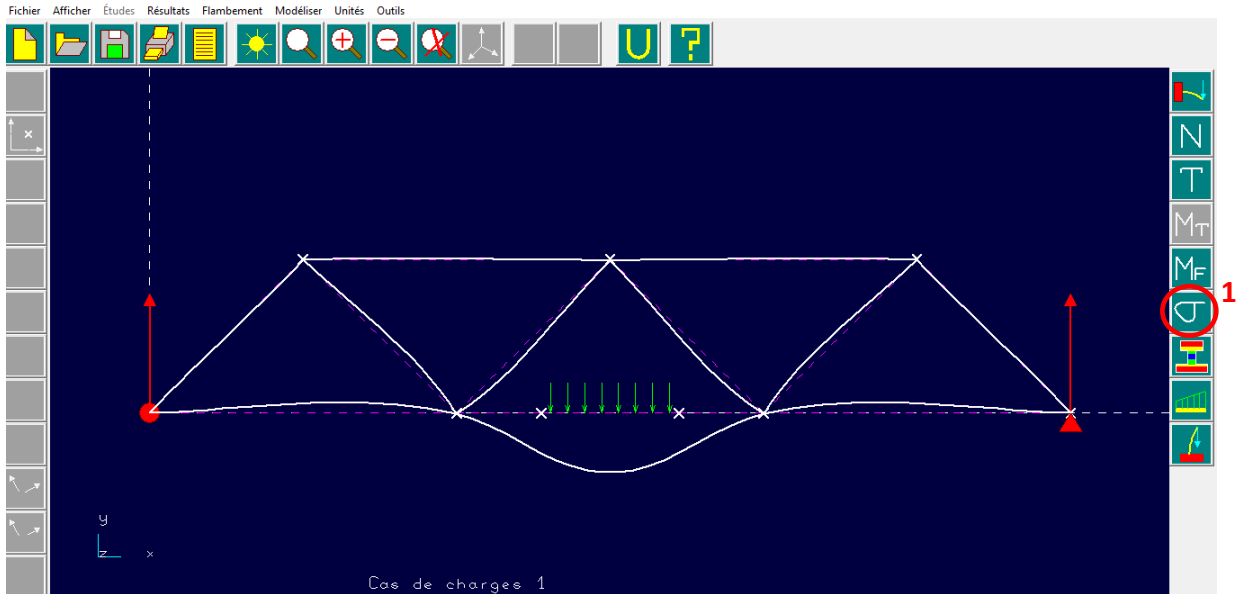 Fichier Afficher Études Résultats Flambement Modéliser Unités Outils
U ?
N
T
MT
MF
σ
1
y
z x
Cas de charges 1